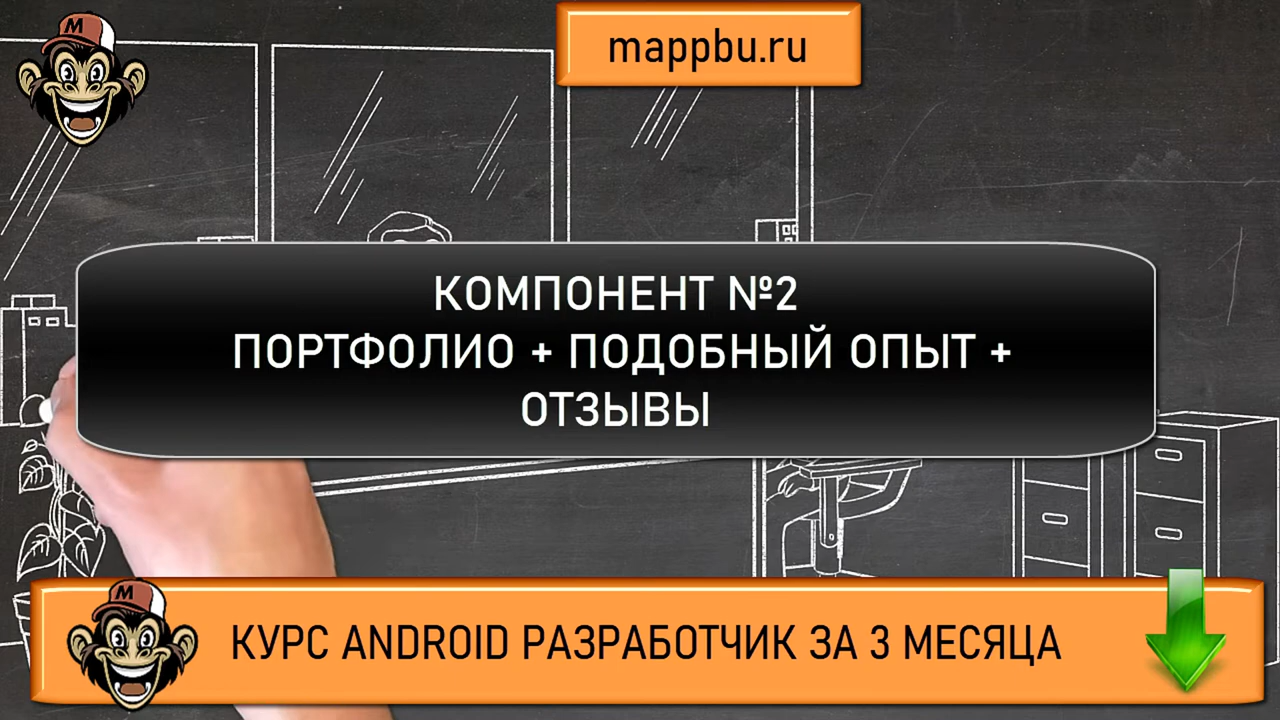 mappbu.ru
M
КОМПОНЕНТ №2
ПОРТФОЛИО + ПОДОБНЫЙ ОПЫТ +
ОТЗЫВЫ
M
КУРС ANDROID РАЗРАБОТЧИК ЗА 3 МЕСЯЦА